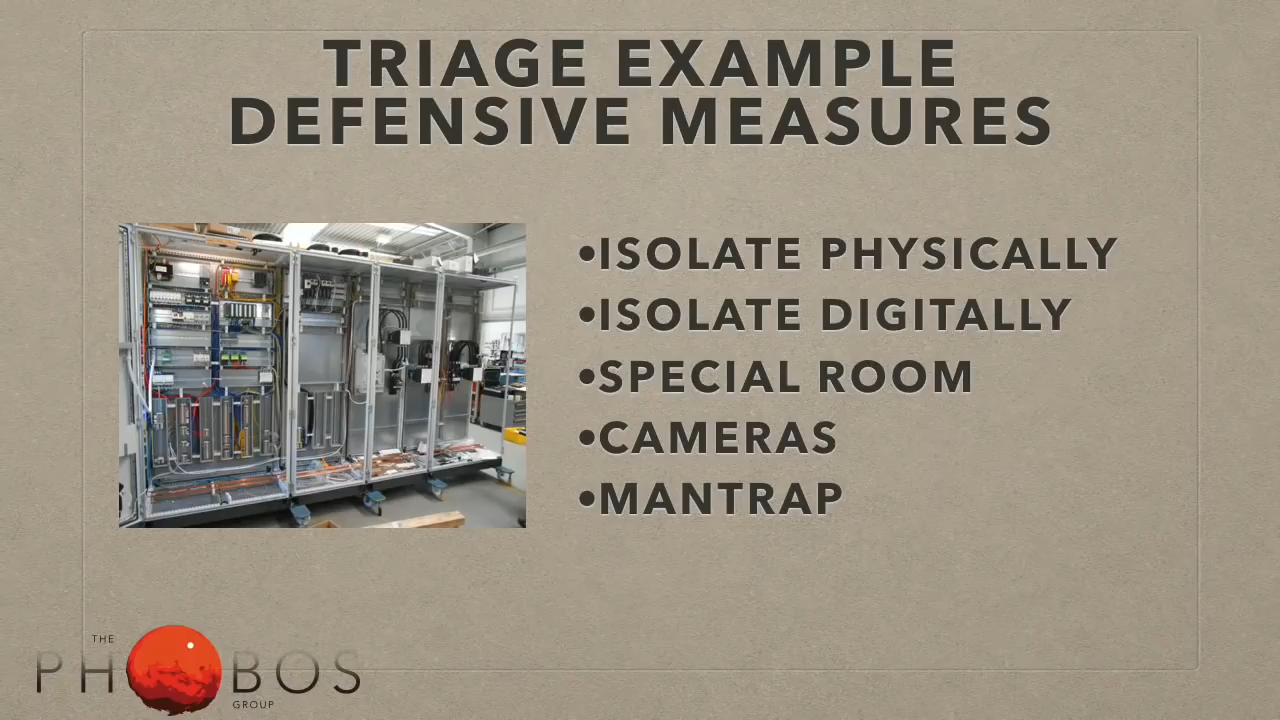 TRIAGE EXAMPLE
DEFENSIVE MEASURES
•ISOLATE PHYSICALLY
•ISOLATE DIGITALLY
•SPECIAL ROOM
•CAMERAS
•MANTRAP
THE
PHOBOS
GROUP